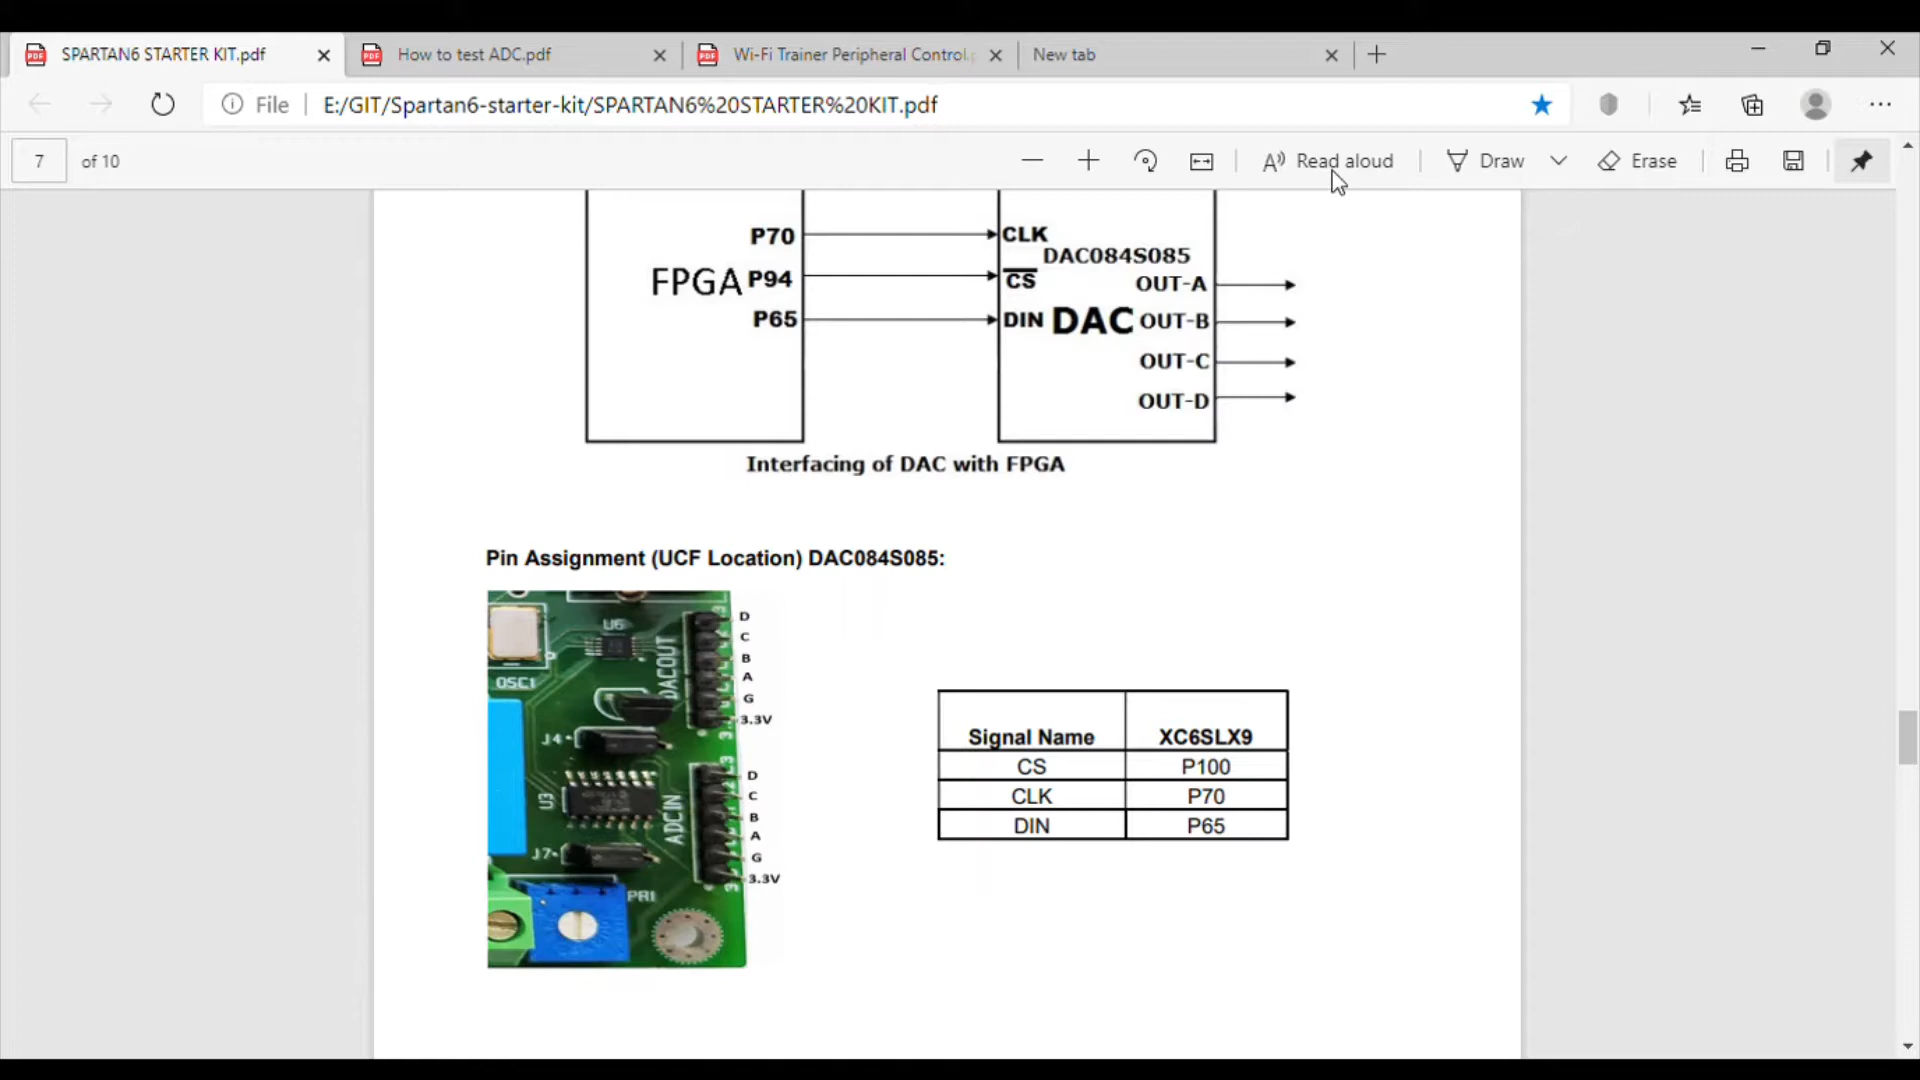 SPARTAN6 STARTER KIT.pdf
How to test ADC.pdf
Wi-Fi Trainer Peripheral Control.p
New tab
File
E:/GIT/Spartan6-starter-kit/SPARTAN6%20STARTER%20KIT.pdf
7 of 10
Read aloud
Draw
Erase
P70
FPGA P94
P65
CLK
DAC084S085
CS
OUT-A
DIN DAC OUT-B
OUT-C
OUT-D
Interfacing of DAC with FPGA
Pin Assignment (UCF Location) DAC084S085:
D
U6
C
DACOUT
B
A
OSC1
G
3.3V
J4
D
C
U3
ADCIN
B
A
J7
G
3.3V
PR1
Signal Name XC6SLX9
CS P100
CLK P70
DIN P65